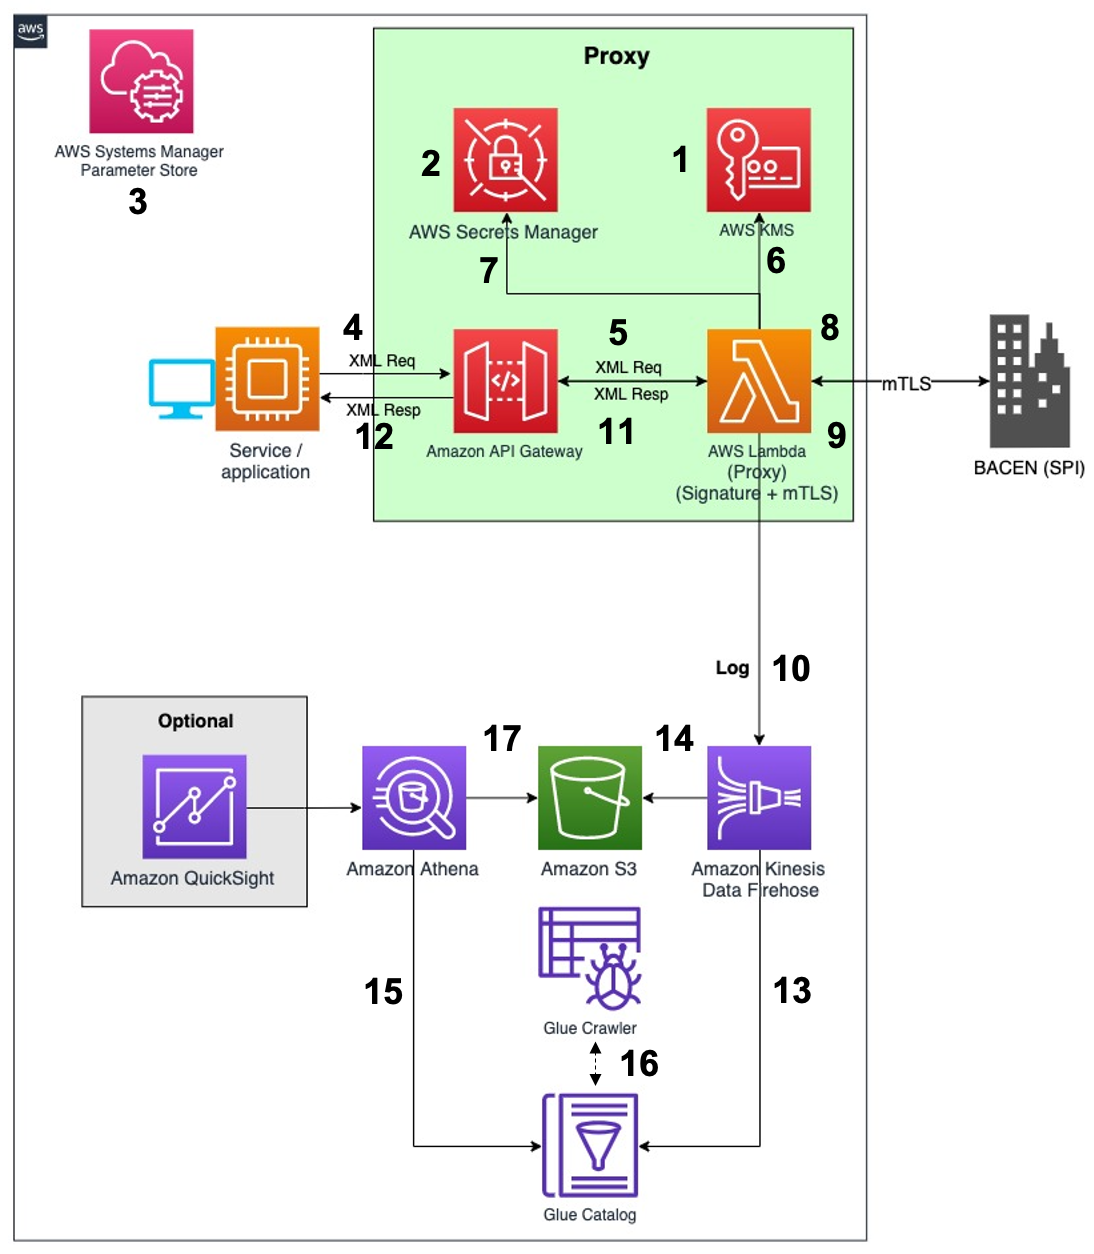 aws
Proxy
AWS Systems Manager
Parameter Store
3
2
AWS Secrets Manager
1
AWS KMS
7
6
4
XML Req
XML Resp
12
Service /
application
Amazon API Gateway
5
XML Req
XML Resp
11
8
9
AWS Lambda
(Proxy)
(Signature + mTLS)
mTLS
BACEN (SPI)
Log
10
Optional
Amazon QuickSight
17
14
Amazon Athena
Amazon S3
Amazon Kinesis
Data Firehose
15
13
Glue Crawler
16
Glue Catalog